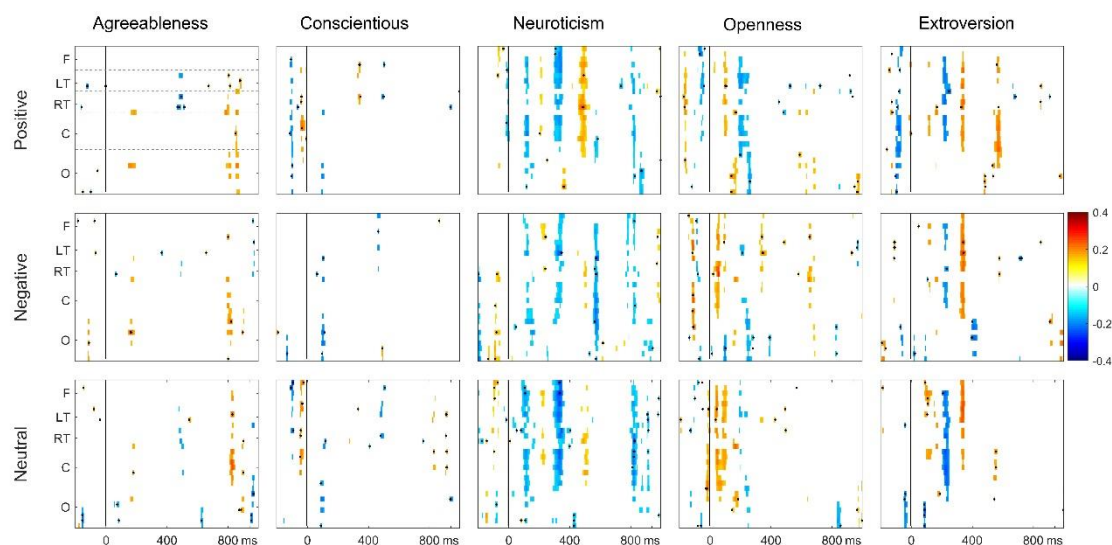 Agreeableness Conscientious Neuroticism Openness Extroversion
Positive
F
LT
RT
C
O
Negative
F
LT
RT
C
O
0.4
0.2
0
-0.2
-0.4
Neutral
F
LT
RT
C
O
0 400 800 ms 0 400 800 ms 0 400 800 ms 0 400 800 ms 0 400 800 ms